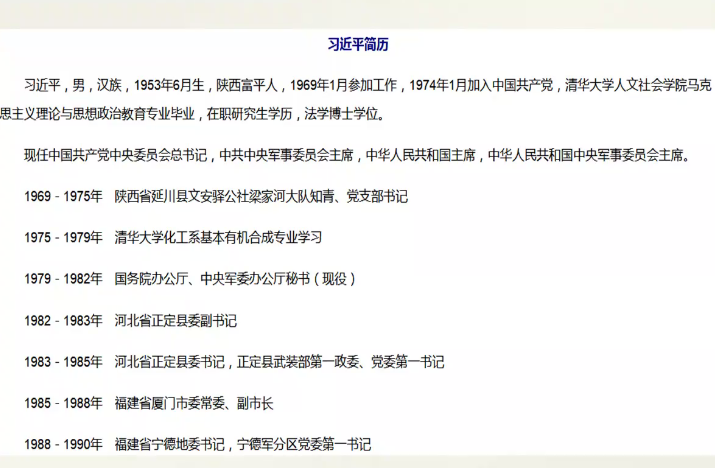 习近平简历
习近平，男，汉族，1953年6月生，陕西富平人，1969年1月参加工作，1974年1月加入中国共产党，清华大学人文社会学院马克
思主义理论与思想政治教育专业毕业，在职研究生学历，法学博士学位。
现任中国共产党中央委员会总书记，中共中央军事委员会主席，中华人民共和国主席，中华人民共和国中央军事委员会主席。
1969－1975年 陕西省延川县文安驿公社梁家河大队知青、党支部书记
1975－1979年 清华大学化工系基本有机合成专业学习
1979－1982年 国务院办公厅、中央军委办公厅秘书（现役）
1982－1983年 河北省正定县委副书记
1983－1985年 河北省正定县委书记，正定县武装部第一政委、党委第一书记
1985－1988年 福建省厦门市委常委、副市长
1988－1990年 福建省宁德地委书记，宁德军分区党委第一书记